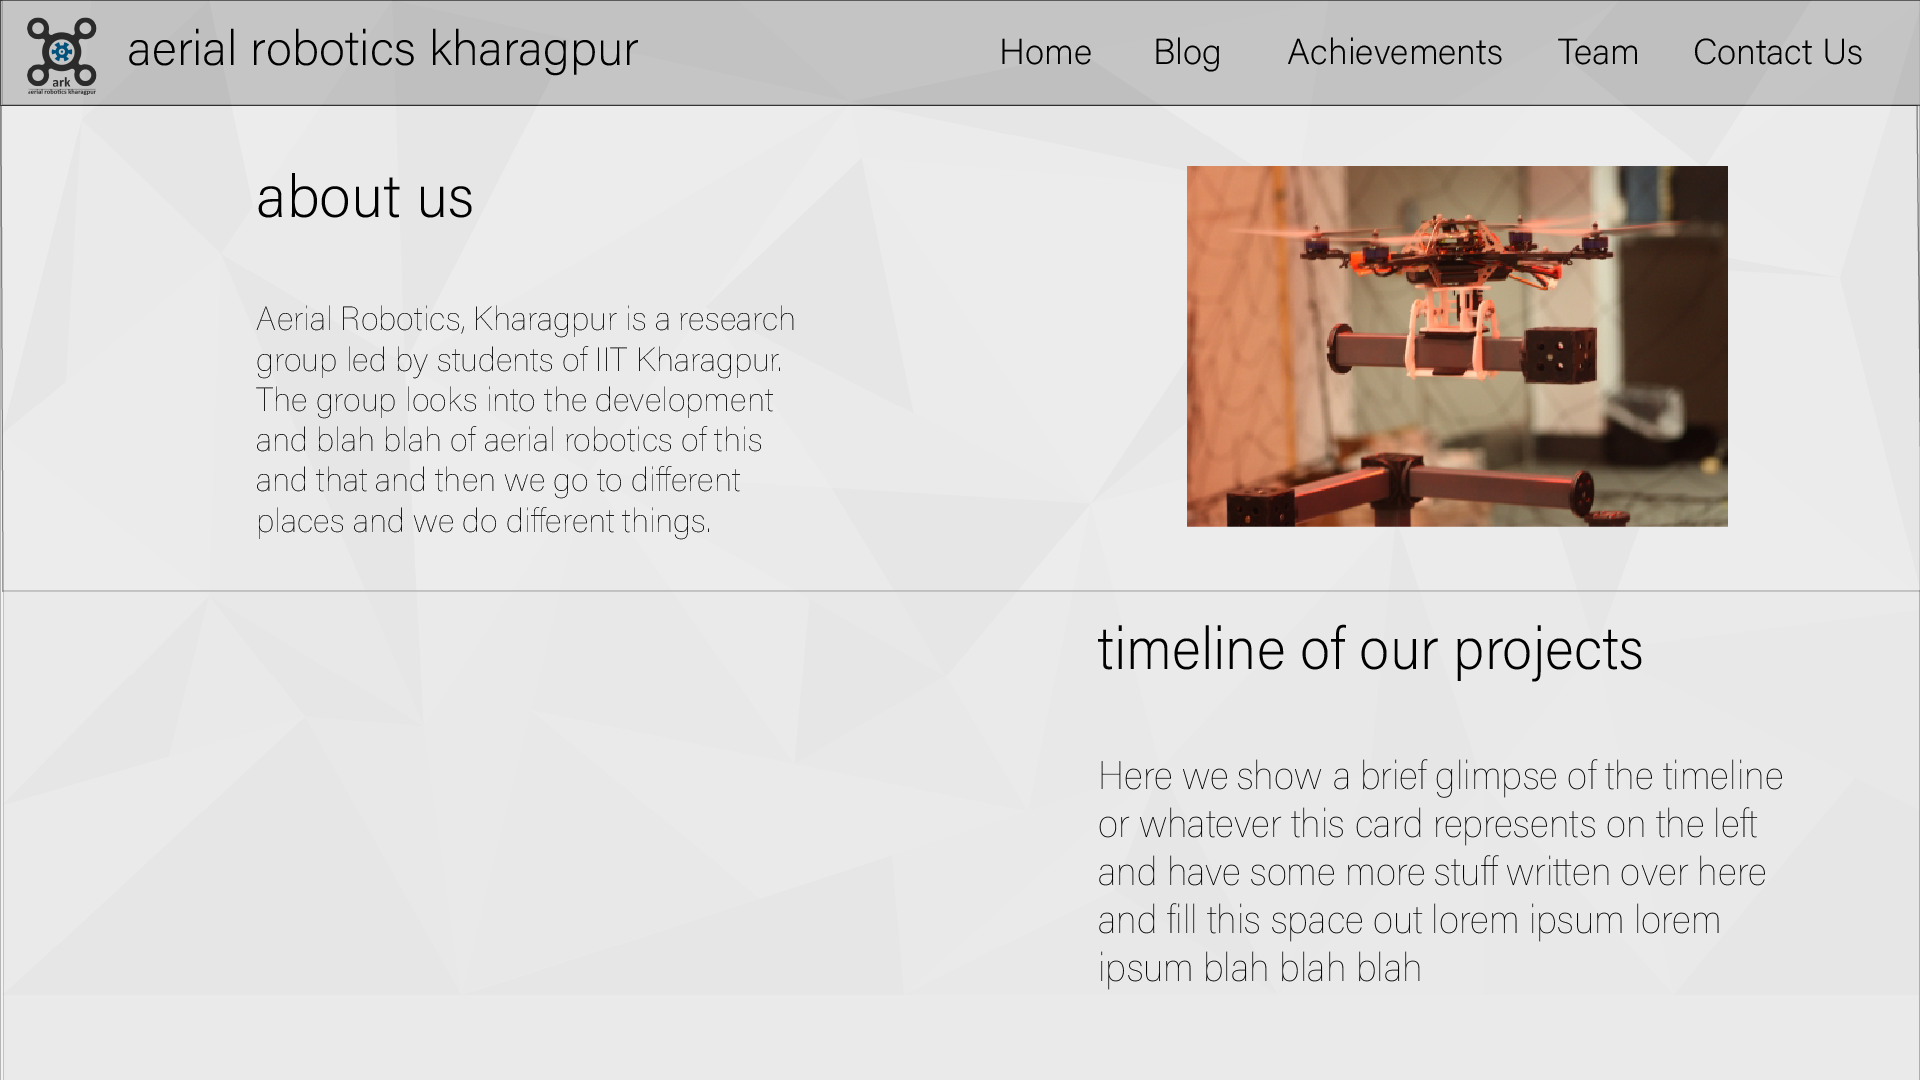 aerial robotics kharagpur
Home
Blog
Achievements
Team
Contact Us
ark
aerial robotics kharagpur
about us
Aerial Robotics, Kharagpur is a research
group led by students of IIT Kharagpur.
The group looks into the development
and blah blah of aerial robotics of this
and that and then we go to different
places and we do different things.
timeline of our projects
Here we show a brief glimpse of the timeline
or whatever this card represents on the left
and have some more stuff written over here
and fill this space out lorem ipsum lorem
ipsum blah blah blah